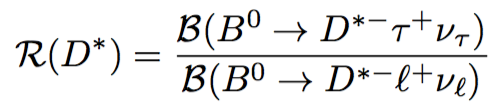 R(D*) = B(B⁰ → D*⁻τ⁺ν_τ) / B(B⁰ → D*⁻ℓ⁺ν_ℓ)